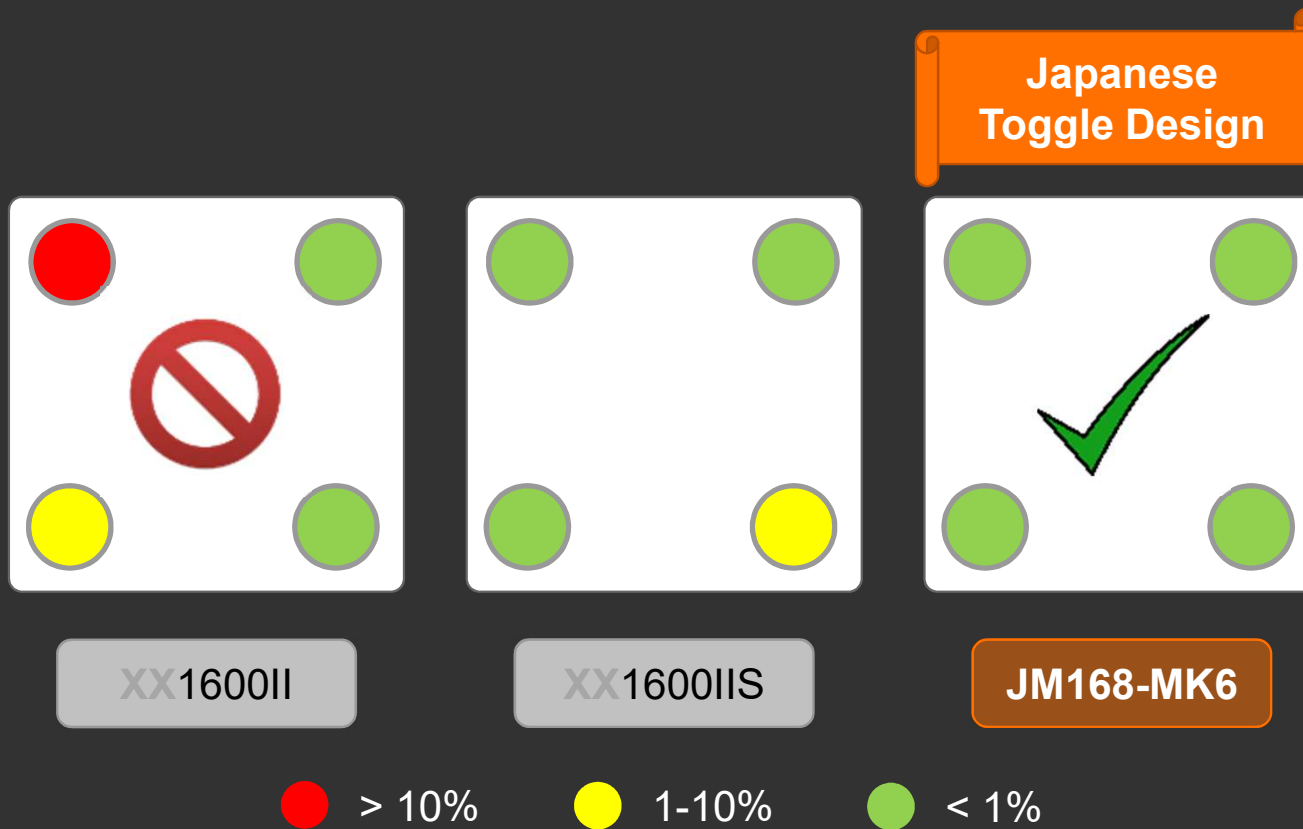 Japanese
Toggle Design
XX1600II
XX1600IIS
JM168-MK6
> 10%
1-10%
< 1%